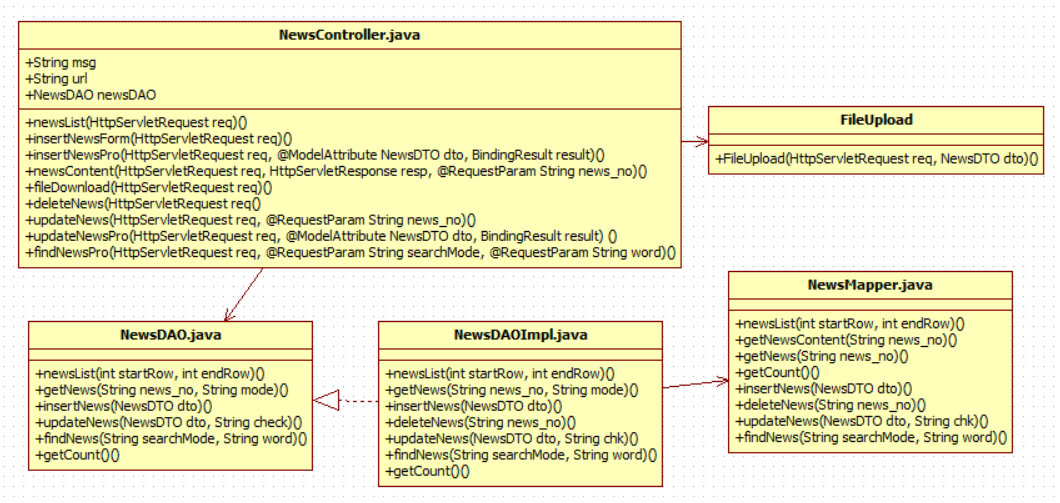 NewsController.java
+String msg
+String url
+NewsDAO newsDAO
+newsList(HttpServletRequest req)()
+insertNewsForm(HttpServletRequest req)()
+insertNewsPro(HttpServletRequest req, @ModelAttribute NewsDTO dto, BindingResult result)()
+newsContent(HttpServletRequest req, HttpServletResponse resp, @RequestParam String news_no)()
+fileDownload(HttpServletRequest req)()
+deleteNews(HttpServletRequest req()
+updateNews(HttpServletRequest req, @RequestParam String news_no)()
+updateNewsPro(HttpServletRequest req, @ModelAttribute NewsDTO dto, BindingResult result) ()
+findNewsPro(HttpServletRequest req, @RequestParam String searchMode, @RequestParam String word)()
FileUpload
+FileUpload(HttpServletRequest req, NewsDTO dto)()
NewsDAO.java
+newsList(int startRow, int endRow)()
+getNews(String news_no, String mode)()
+insertNews(NewsDTO dto)()
+updateNews(NewsDTO dto, String check)()
+findNews(String searchMode, String word)()
+getCount()()
NewsDAOImpl.java
+newsList(int startRow, int endRow)()
+getNews(String news_no, String mode)()
+insertNews(NewsDTO dto)()
+deleteNews(String news_no)()
+updateNews(NewsDTO dto, String chk)()
+findNews(String searchMode, String word)()
+getCount()()
NewsMapper.java
+newsList(int startRow, int endRow)()
+getNewsContent(String news_no)()
+getNews(String news_no)()
+getCount()()
+insertNews(NewsDTO dto)()
+deleteNews(String news_no)()
+updateNews(NewsDTO dto, String chk)()
+findNews(String searchMode, String word)()